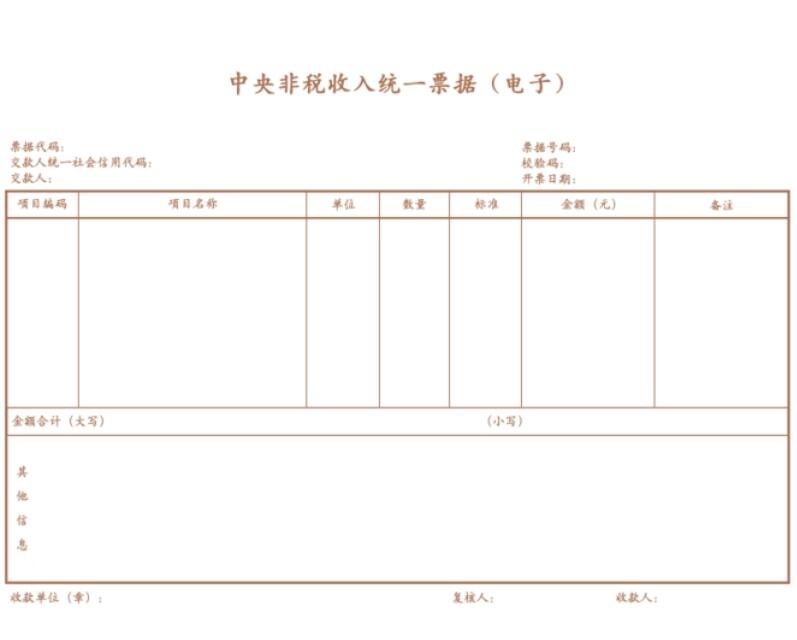 中央非税收入统一票据（电子）
票据代码： 票据号码：
交款人统一社会信用代码： 校验码：
交款人： 开票日期：
项目编码 项目名称 单位 数量 标准 金额（元） 备注
金额合计（大写） （小写）
其
他
信
息
收款单位（章）： 复核人： 收款人：